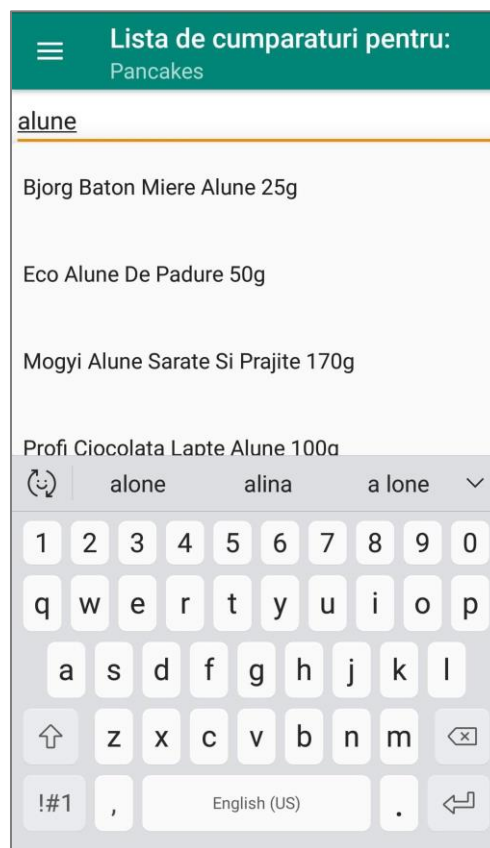 Lista de cumparaturi pentru:
Pancakes
alune
Bjorg Baton Miere Alune 25g
Eco Alune De Padure 50g
Mogyi Alune Sarate Si Prajite 170g
Profi Ciocolata Lapte Alune 100g
alone alina a lone
1 2 3 4 5 6 7 8 9 0
q w e r t y u i o p
a s d f g h j k l
z x c v b n m
!#1 , English (US) .